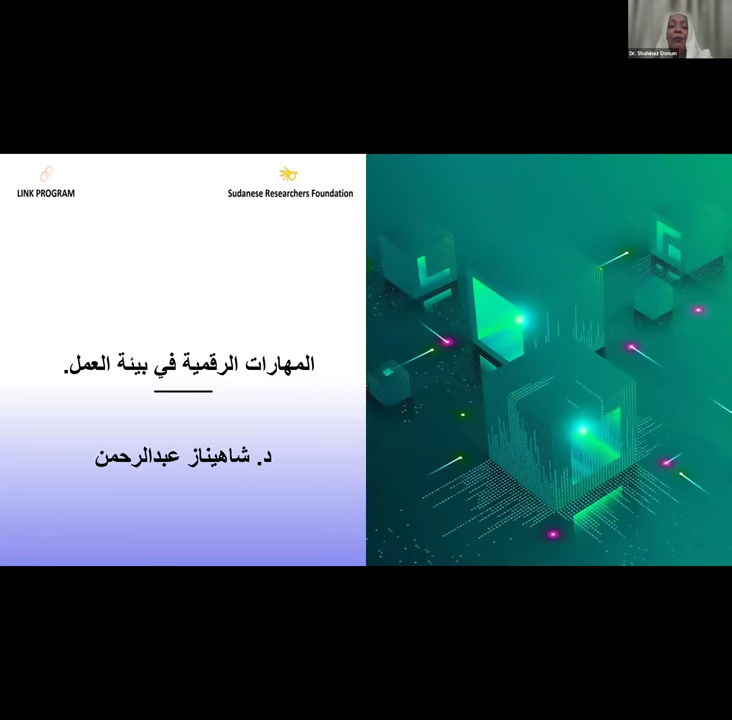 Dr. Shahinaz Osman
LINK PROGRAM
Sudanese Researchers Foundation
المهارات الرقمية في بيئة العمل.
د. شاهيناز عبدالرحمن